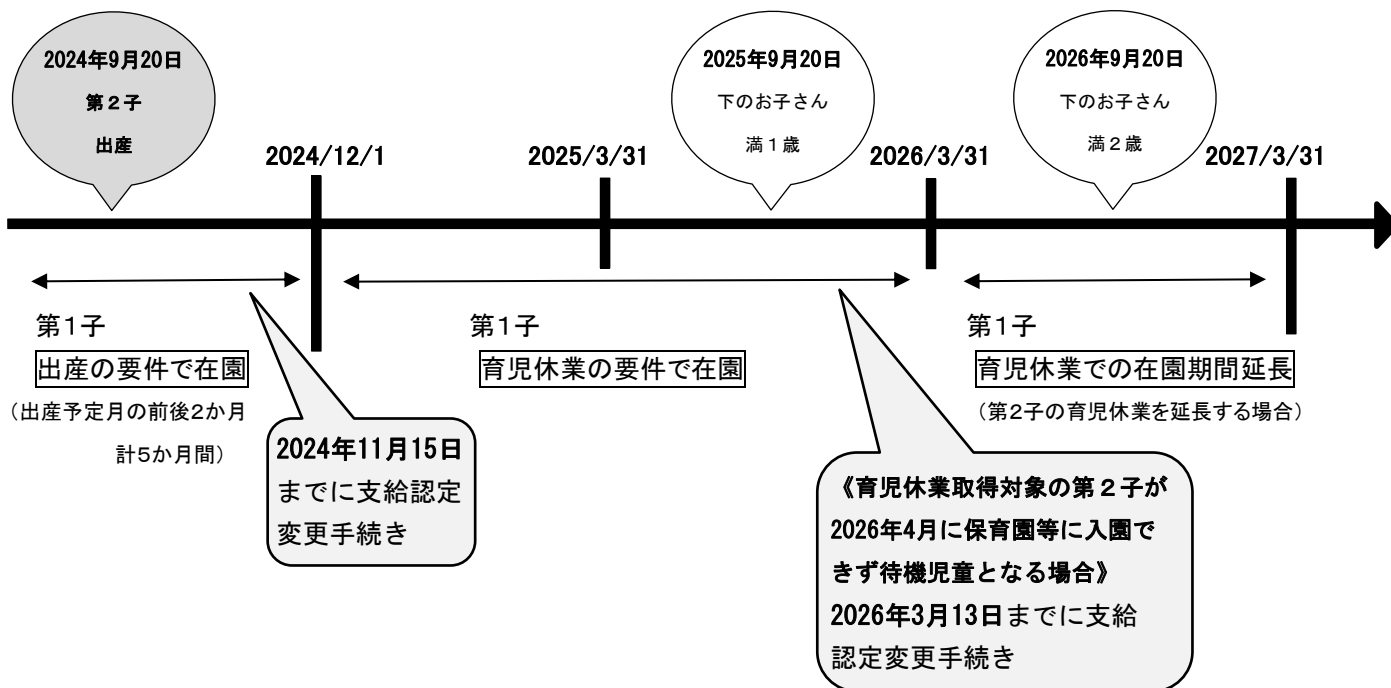 2024年9月20日
第2子
出産
2025年9月20日
下のお子さん
満1歳
2026年9月20日
下のお子さん
満2歳
2024/12/1
2025/3/31
2026/3/31
2027/3/31
第1子
出産の要件で在園
（出産予定月の前後2か月
計5か月間）
第1子
育児休業の要件で在園
第1子
育児休業での在園期間延長
（第2子の育児休業を延長する場合）
2024年11月15日
までに支給認定
変更手続き
《育児休業取得対象の第2子が
2026年4月に保育園等に入園で
きず待機児童となる場合》
2026年3月13日までに支給
認定変更手続き